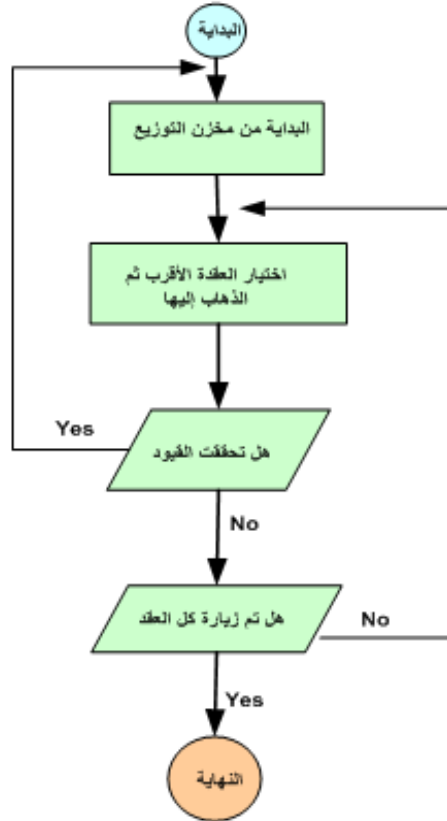 البداية
البداية من مخزن التوزيع
اختيار العقدة الأقرب ثم
الذهاب إليها
Yes
هل تحققت القيود
No
هل تم زيارة كل العقد
No
Yes
النهاية